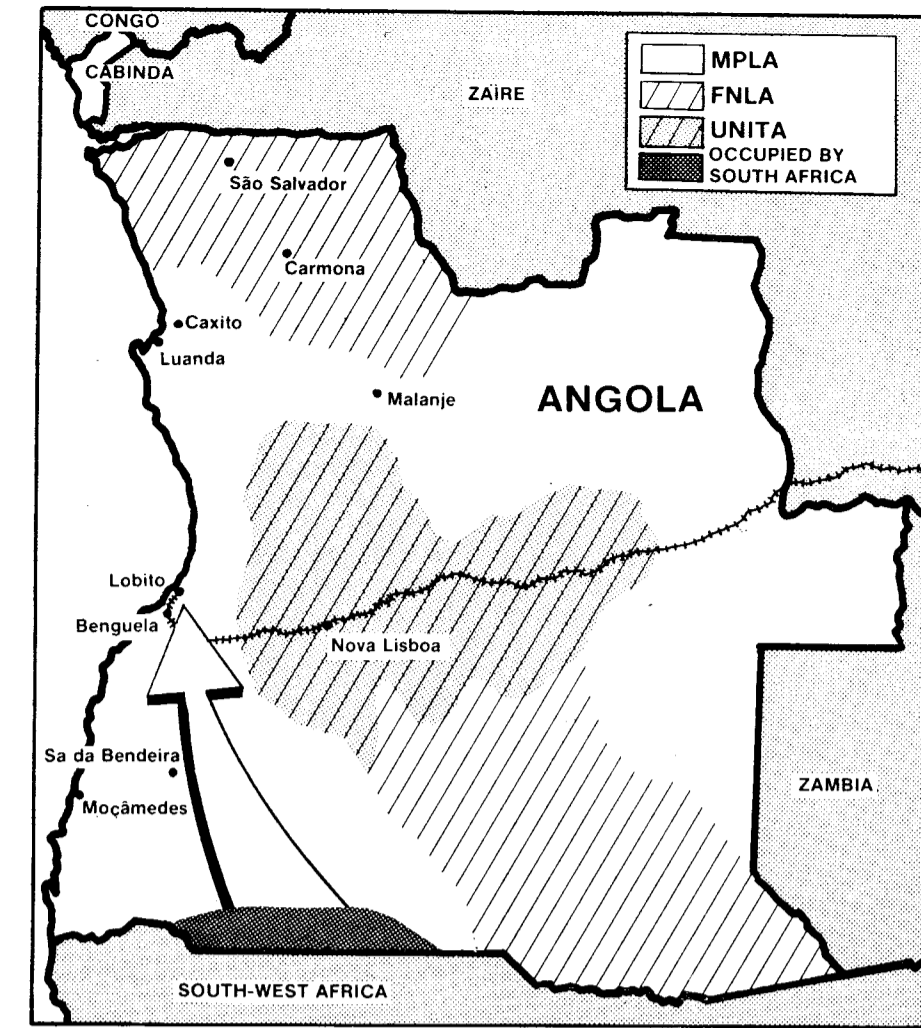 CONGO
CABINDA
ZAÏRE
MPLA
FNLA
UNITA
OCCUPIED BY
SOUTH AFRICA
São Salvador
Carmona
Caxito
Luanda
Malanje
ANGOLA
Lobito
Benguela
Nova Lisboa
Sa da Bendeira
Moçâmedes
ZAMBIA
SOUTH-WEST AFRICA